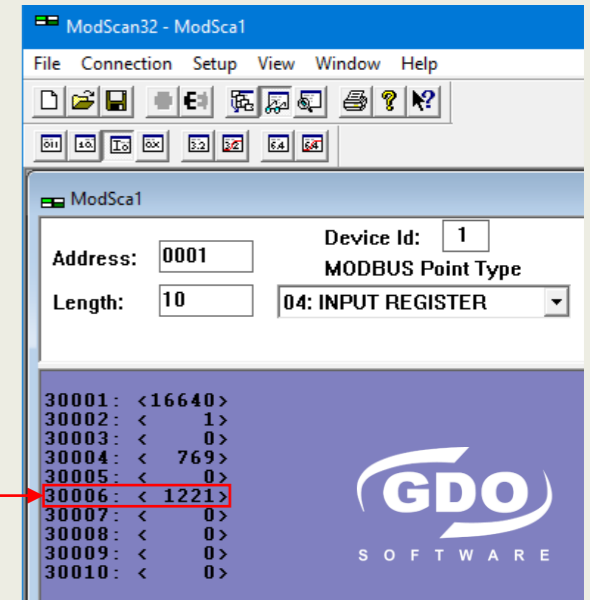 ModScan32 - ModSca1
File Connection Setup View Window Help
ModSca1
Device Id: 1
Address: 0001
MODBUS Point Type
Length: 10
04: INPUT REGISTER
30001: <16640>
30002: < 1>
30003: < 0>
30004: < 769>
30005: < 0>
30006: < 1221>
30007: < 0>
30008: < 0>
30009: < 0>
30010: < 0>
GDO
SOFTWARE